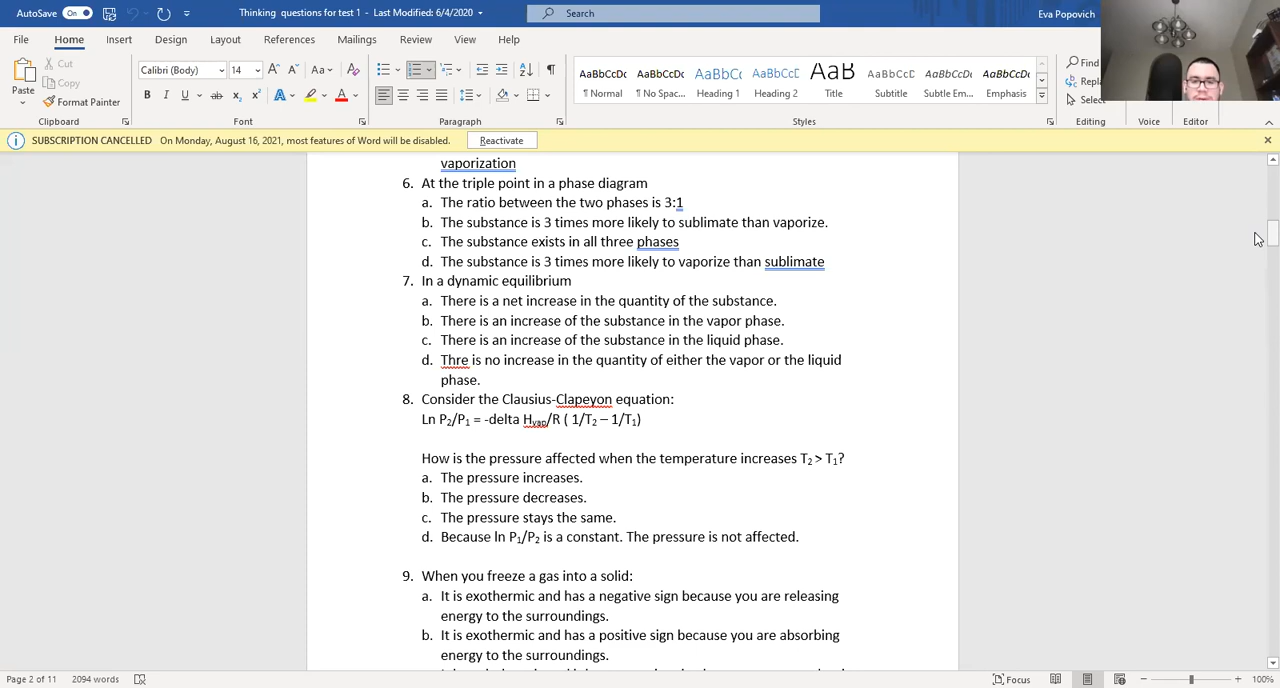 AutoSave On Thinking questions for test 1 - Last Modified: 6/4/2020 Search Eva Popovich
File Home Insert Design Layout References Mailings Review View Help
Cut
Copy
Format Painter
Paste
Calibri (Body) 14
AaBbCcDc AaBbCcDc AaBbCc AaBbCcD AaB AaBbCcD AaBbCcDc AaBbCcDc
¶ Normal ¶ No Spac... Heading 1 Heading 2 Title Subtitle Subtle Em... Emphasis
Find
Repla
Select
Clipboard Font Paragraph Styles Editing Voice Editor
SUBSCRIPTION CANCELLED On Monday, August 16, 2021, most features of Word will be disabled. Reactivate
vaporization
6. At the triple point in a phase diagram
a. The ratio between the two phases is 3:1
b. The substance is 3 times more likely to sublimate than vaporize.
c. The substance exists in all three phases
d. The substance is 3 times more likely to vaporize than sublimate
7. In a dynamic equilibrium
a. There is a net increase in the quantity of the substance.
b. There is an increase of the substance in the vapor phase.
c. There is an increase of the substance in the liquid phase.
d. Thre is no increase in the quantity of either the vapor or the liquid
phase.
8. Consider the Clausius-Clapeyon equation:
Ln P₂/P₁ = -delta Hvap/R ( 1/T₂ – 1/T₁)
How is the pressure affected when the temperature increases T₂ > T₁?
a. The pressure increases.
b. The pressure decreases.
c. The pressure stays the same.
d. Because ln P₁/P₂ is a constant. The pressure is not affected.
9. When you freeze a gas into a solid:
a. It is exothermic and has a negative sign because you are releasing
energy to the surroundings.
b. It is exothermic and has a positive sign because you are absorbing
energy to the surroundings.
Page 2 of 11 2094 words Focus 100%